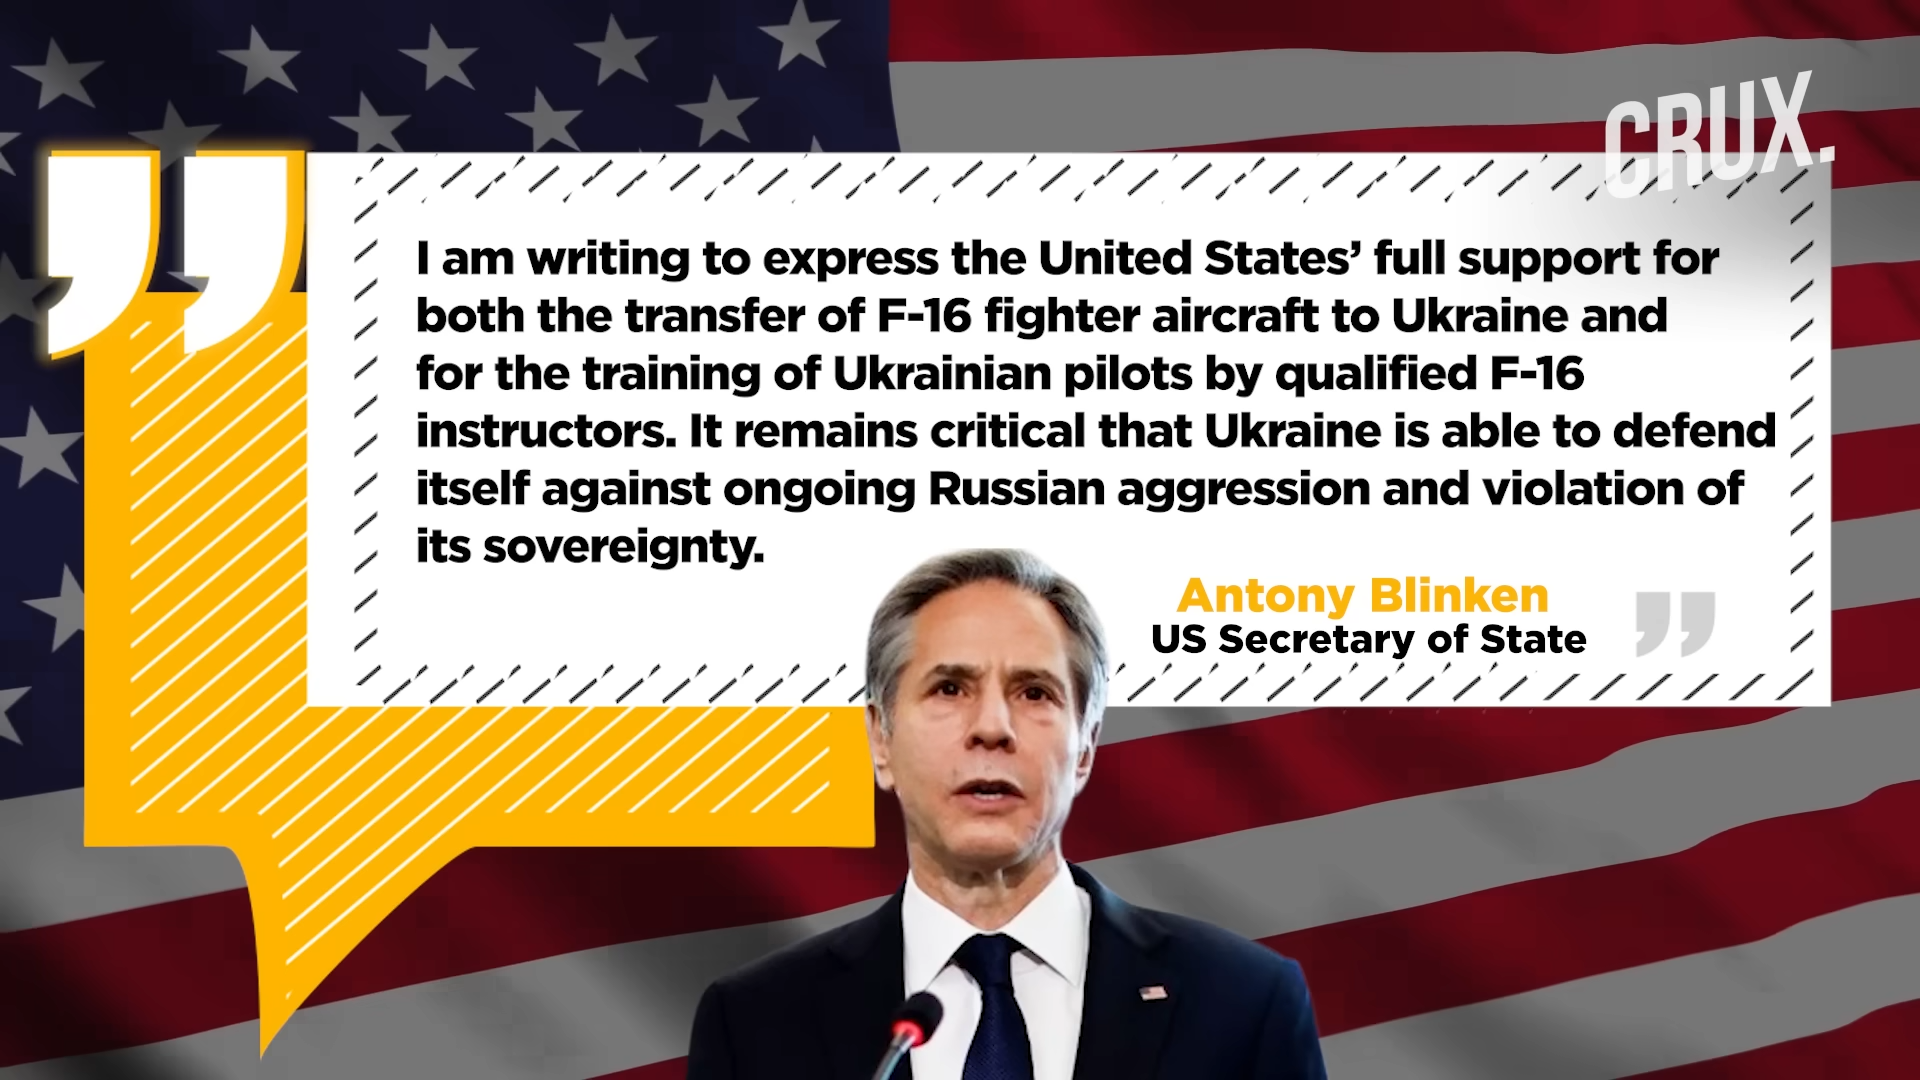 CRUX.
I am writing to express the United States’ full support for
both the transfer of F-16 fighter aircraft to Ukraine and
for the training of Ukrainian pilots by qualified F-16
instructors. It remains critical that Ukraine is able to defend
itself against ongoing Russian aggression and violation of
its sovereignty.
Antony Blinken
US Secretary of State